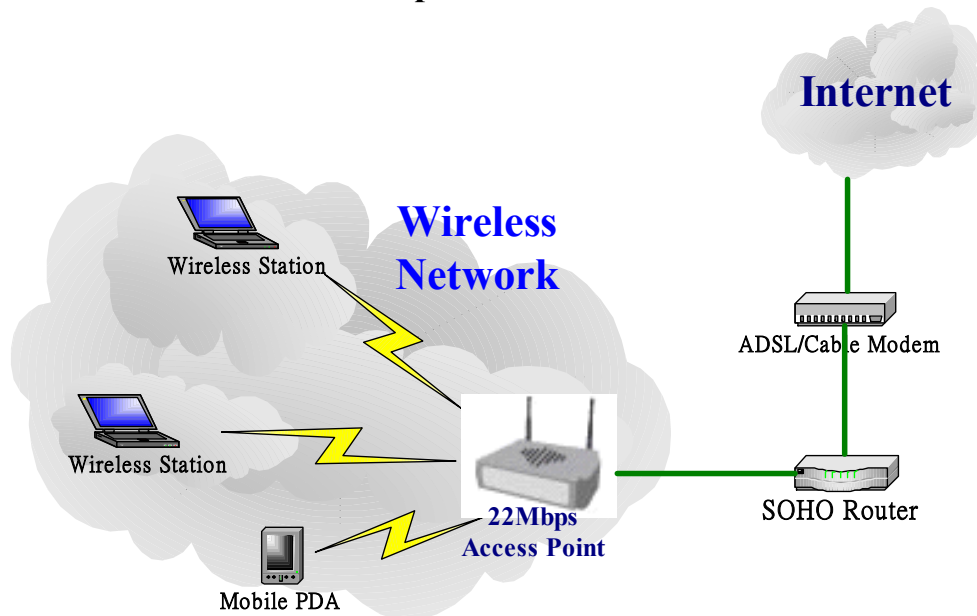 Internet
Wireless
Network
Wireless Station
ADSL/Cable Modem
Wireless Station
22Mbps
Access Point
SOHO Router
Mobile PDA